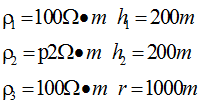 ρ₁ = 100Ω•m h₁ = 200m
ρ₂ = p2Ω•m h₂ = 200m
ρ₃ = 100Ω•m r = 1000m